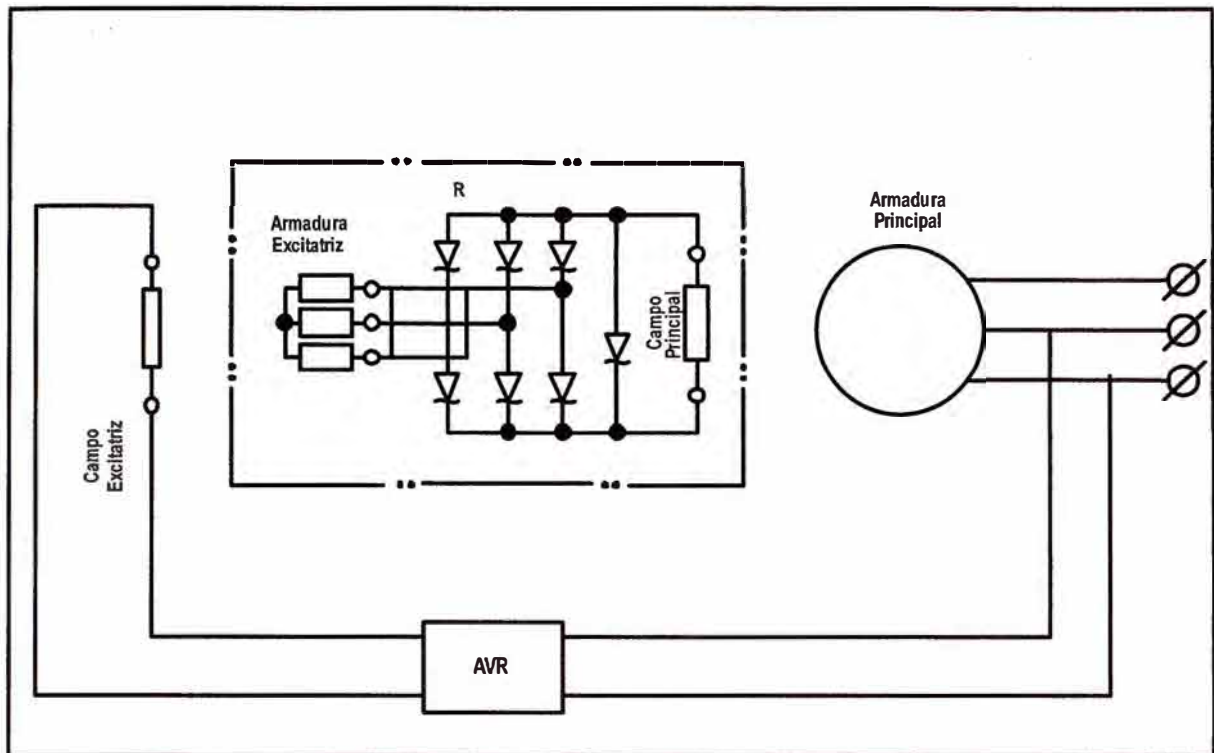 R
Armadura
Excitatriz
Campo
Principal
Armadura
Principal
Campo
Excitatriz
AVR